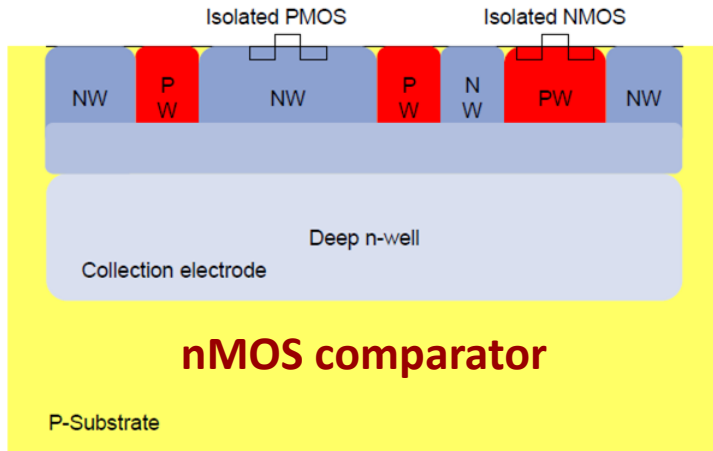 Isolated PMOS
Isolated NMOS
NW
P
W
NW
P
W
N
W
PW
NW
Deep n-well
Collection electrode
nMOS comparator
P-Substrate